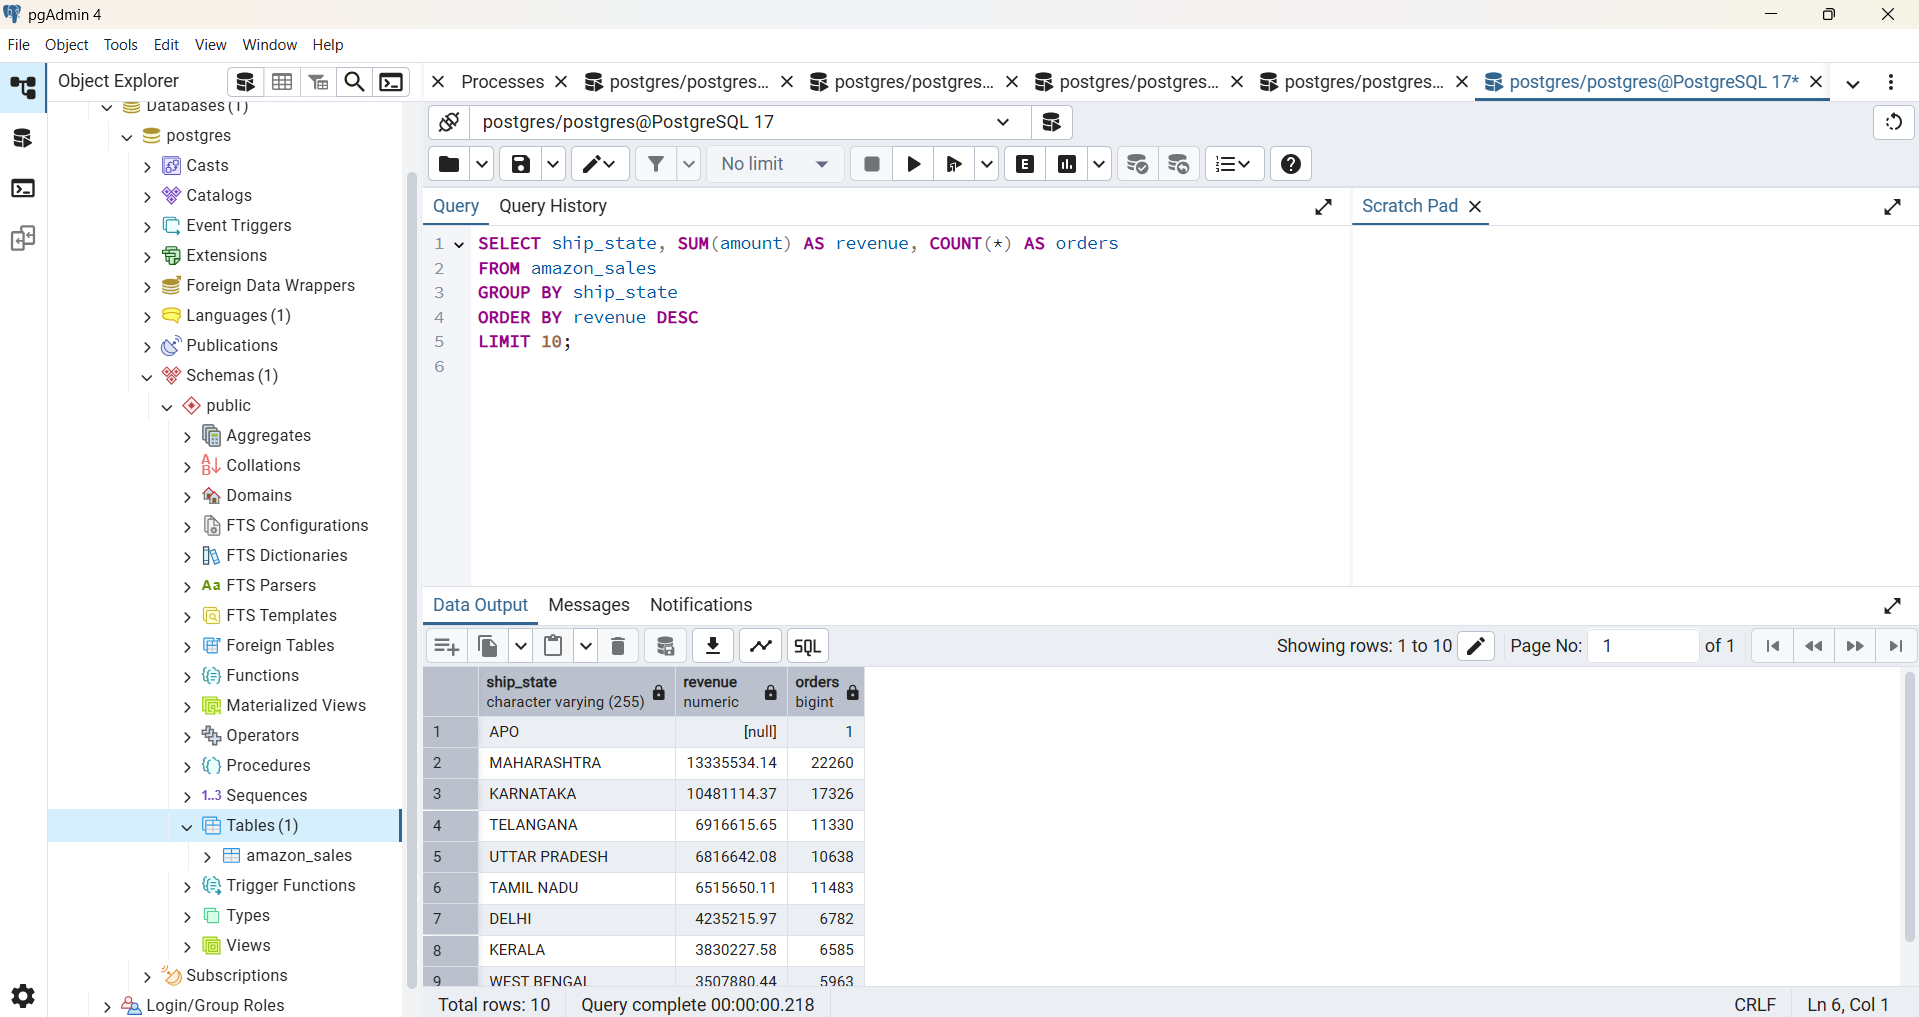 pgAdmin 4
File Object Tools Edit View Window Help
Object Explorer
Processes
postgres/postgres...
postgres/postgres...
postgres/postgres...
postgres/postgres...
postgres/postgres@PostgreSQL 17*
Databases (1)
postgres
Casts
Catalogs
Event Triggers
Extensions
Foreign Data Wrappers
Languages (1)
Publications
Schemas (1)
public
Aggregates
Collations
Domains
FTS Configurations
FTS Dictionaries
Aa FTS Parsers
FTS Templates
Foreign Tables
Functions
Materialized Views
Operators
Procedures
1..3 Sequences
Tables (1)
amazon_sales
Trigger Functions
Types
Views
Subscriptions
Login/Group Roles
postgres/postgres@PostgreSQL 17
No limit
E
Query Query History
Scratch Pad
1 SELECT ship_state, SUM(amount) AS revenue, COUNT(*) AS orders
2 FROM amazon_sales
3 GROUP BY ship_state
4 ORDER BY revenue DESC
5 LIMIT 10;
6
Data Output Messages Notifications
SQL
Showing rows: 1 to 10
Page No: 1 of 1
ship_state revenue orders
character varying (255) numeric bigint
1 APO [null] 1
2 MAHARASHTRA 13335534.14 22260
3 KARNATAKA 10481114.37 17326
4 TELANGANA 6916615.65 11330
5 UTTAR PRADESH 6816642.08 10638
6 TAMIL NADU 6515650.11 11483
7 DELHI 4235215.97 6782
8 KERALA 3830227.58 6585
9 WEST BENGAL 3507880.44 5963
Total rows: 10 Query complete 00:00:00.218
CRLF Ln 6, Col 1